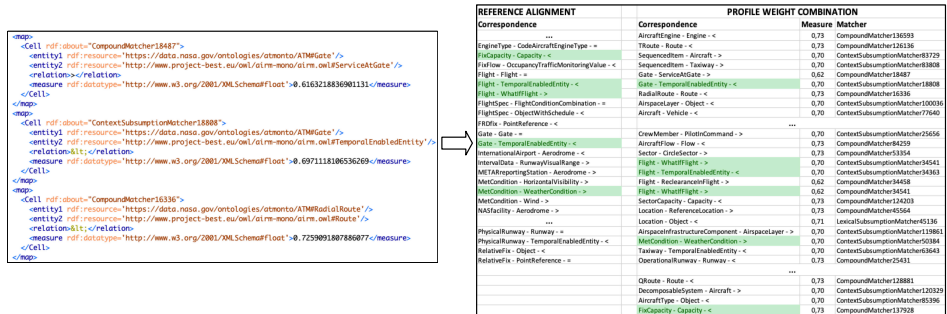 <map>
<Cell rdf:about="CompoundMatcher18487">
<entity1 rdf:resource='https://data.nasa.gov/ontologies/atmonto/ATM#Gate'/>
<entity2 rdf:resource='http://www.project-best.eu/owl/airm-mono/airm.owl#ServiceAtGate'/>
<relation>></relation>
<measure rdf:datatype='http://www.w3.org/2001/XMLSchema#float'>0.6163218836901131</measure>
</Cell>
</map>
<map>
<Cell rdf:about="ContextSubsumptionMatcher18808">
<entity1 rdf:resource='https://data.nasa.gov/ontologies/atmonto/ATM#Gate'/>
<entity2 rdf:resource='http://www.project-best.eu/owl/airm-mono/airm.owl#TemporalEnabledEntity'/>
<relation>&lt;</relation>
<measure rdf:datatype='http://www.w3.org/2001/XMLSchema#float'>0.6971118106536269</measure>
</Cell>
</map>
<map>
<Cell rdf:about="CompoundMatcher16336">
<entity1 rdf:resource='https://data.nasa.gov/ontologies/atmonto/ATM#RadialRoute'/>
<entity2 rdf:resource='http://www.project-best.eu/owl/airm-mono/airm.owl#Route'/>
<relation>&lt;</relation>
<measure rdf:datatype='http://www.w3.org/2001/XMLSchema#float'>0.7259091807886077</measure>
</Cell>
</map>
REFERENCE ALIGNMENT PROFILE WEIGHT COMBINATION
Correspondence Correspondence Measure Matcher
... AircraftEngine - Engine - < 0,73 CompoundMatcher136593
EngineType - CodeAircraftEngineType - = TRoute - Route - < 0,73 CompoundMatcher126136
FixCapacity - Capacity - < SequencedItem - Aircraft - > 0,70 ContextSubsumptionMatcher83729
FixFlow - OccupancyTrafficMonitoringValue - < SequencedItem - Taxiway - > 0,70 ContextSubsumptionMatcher83808
Flight - Flight - = Gate - ServiceAtGate - > 0,62 CompoundMatcher18487
Flight - TemporalEnabledEntity - < Gate - TemporalEnabledEntity - < 0,70 ContextSubsumptionMatcher18808
Flight - WhatIfFlight - > RadialRoute - Route - < 0,73 CompoundMatcher16336
FlightSpec - FlightConditionCombination - = AirspaceLayer - Object - < 0,70 ContextSubsumptionMatcher100036
FlightSpec - ObjectWithSchedule - < Aircraft - Vehicle - < 0,70 ContextSubsumptionMatcher77640
FRDfix - PointReference - < ...
Gate - Gate - = CrewMember - PilotInCommand - > 0,70 ContextSubsumptionMatcher25656
Gate - TemporalEnabledEntity - < AircraftFlow - Flow - < 0,73 CompoundMatcher84259
InternationalAirport - Aerodrome - < Sector - CircleSector - > 0,73 CompoundMatcher53354
IntervalData - RunwayVisualRange - > Flight - WhatIfFlight - > 0,70 ContextSubsumptionMatcher34541
METARreportingStation - Aerodrome - > Flight - TemporalEnabledEntity - < 0,70 ContextSubsumptionMatcher34363
MetCondition - HorizontalVisibility - > Flight - ReclearanceInFlight - > 0,62 CompoundMatcher34458
MetCondition - WeatherCondition - > Flight - WhatIfFlight - > 0,62 CompoundMatcher34541
MetCondition - Wind - > SectorCapacity - Capacity - < 0,73 CompoundMatcher124203
NASfacility - Aerodrome - > Location - ReferenceLocation - > 0,73 CompoundMatcher45564
... Location - Object - < 0,71 LexicalSubsumptionMatcher45136
PhysicalRunway - Runway - = AirspaceInfrastructureComponent - AirspaceLayer - > 0,70 ContextSubsumptionMatcher119861
PhysicalRunway - TemporalEnabledEntity - < MetCondition - WeatherCondition - > 0,70 ContextSubsumptionMatcher50384
RelativeFix - Object - < Taxiway - TemporalEnabledEntity - < 0,70 ContextSubsumptionMatcher63643
RelativeFix - PointReference - = OperationalRunway - Runway - < 0,73 CompoundMatcher25431
...
QRoute - Route - < 0,73 CompoundMatcher128881
DecomposableSystem - Aircraft - > 0,70 ContextSubsumptionMatcher120329
AircraftType - Object - < 0,70 ContextSubsumptionMatcher85396
FixCapacity - Capacity - < 0,73 CompoundMatcher137928